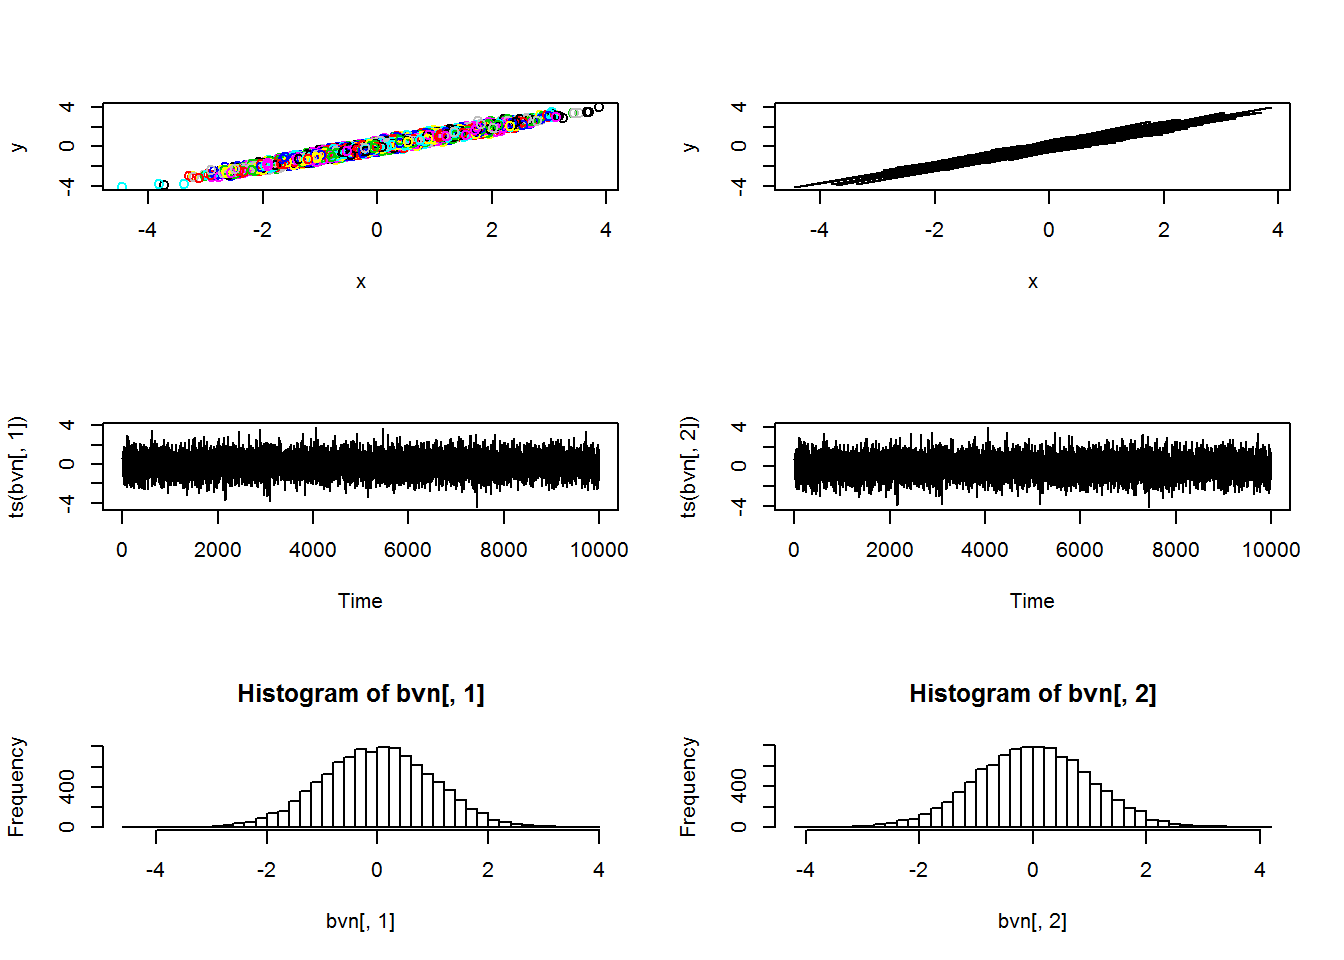 y
4
0
-4
-4 -2 0 2 4
x
y
4
0
-4
-4 -2 0 2 4
x
ts(bvn[, 1])
4
0
-4
0 2000 4000 6000 8000 10000
Time
ts(bvn[, 2])
4
0
-4
0 2000 4000 6000 8000 10000
Time
Histogram of bvn[, 1]
Frequency
400
0
-4 -2 0 2 4
bvn[, 1]
Histogram of bvn[, 2]
Frequency
400
0
-4 -2 0 2 4
bvn[, 2]